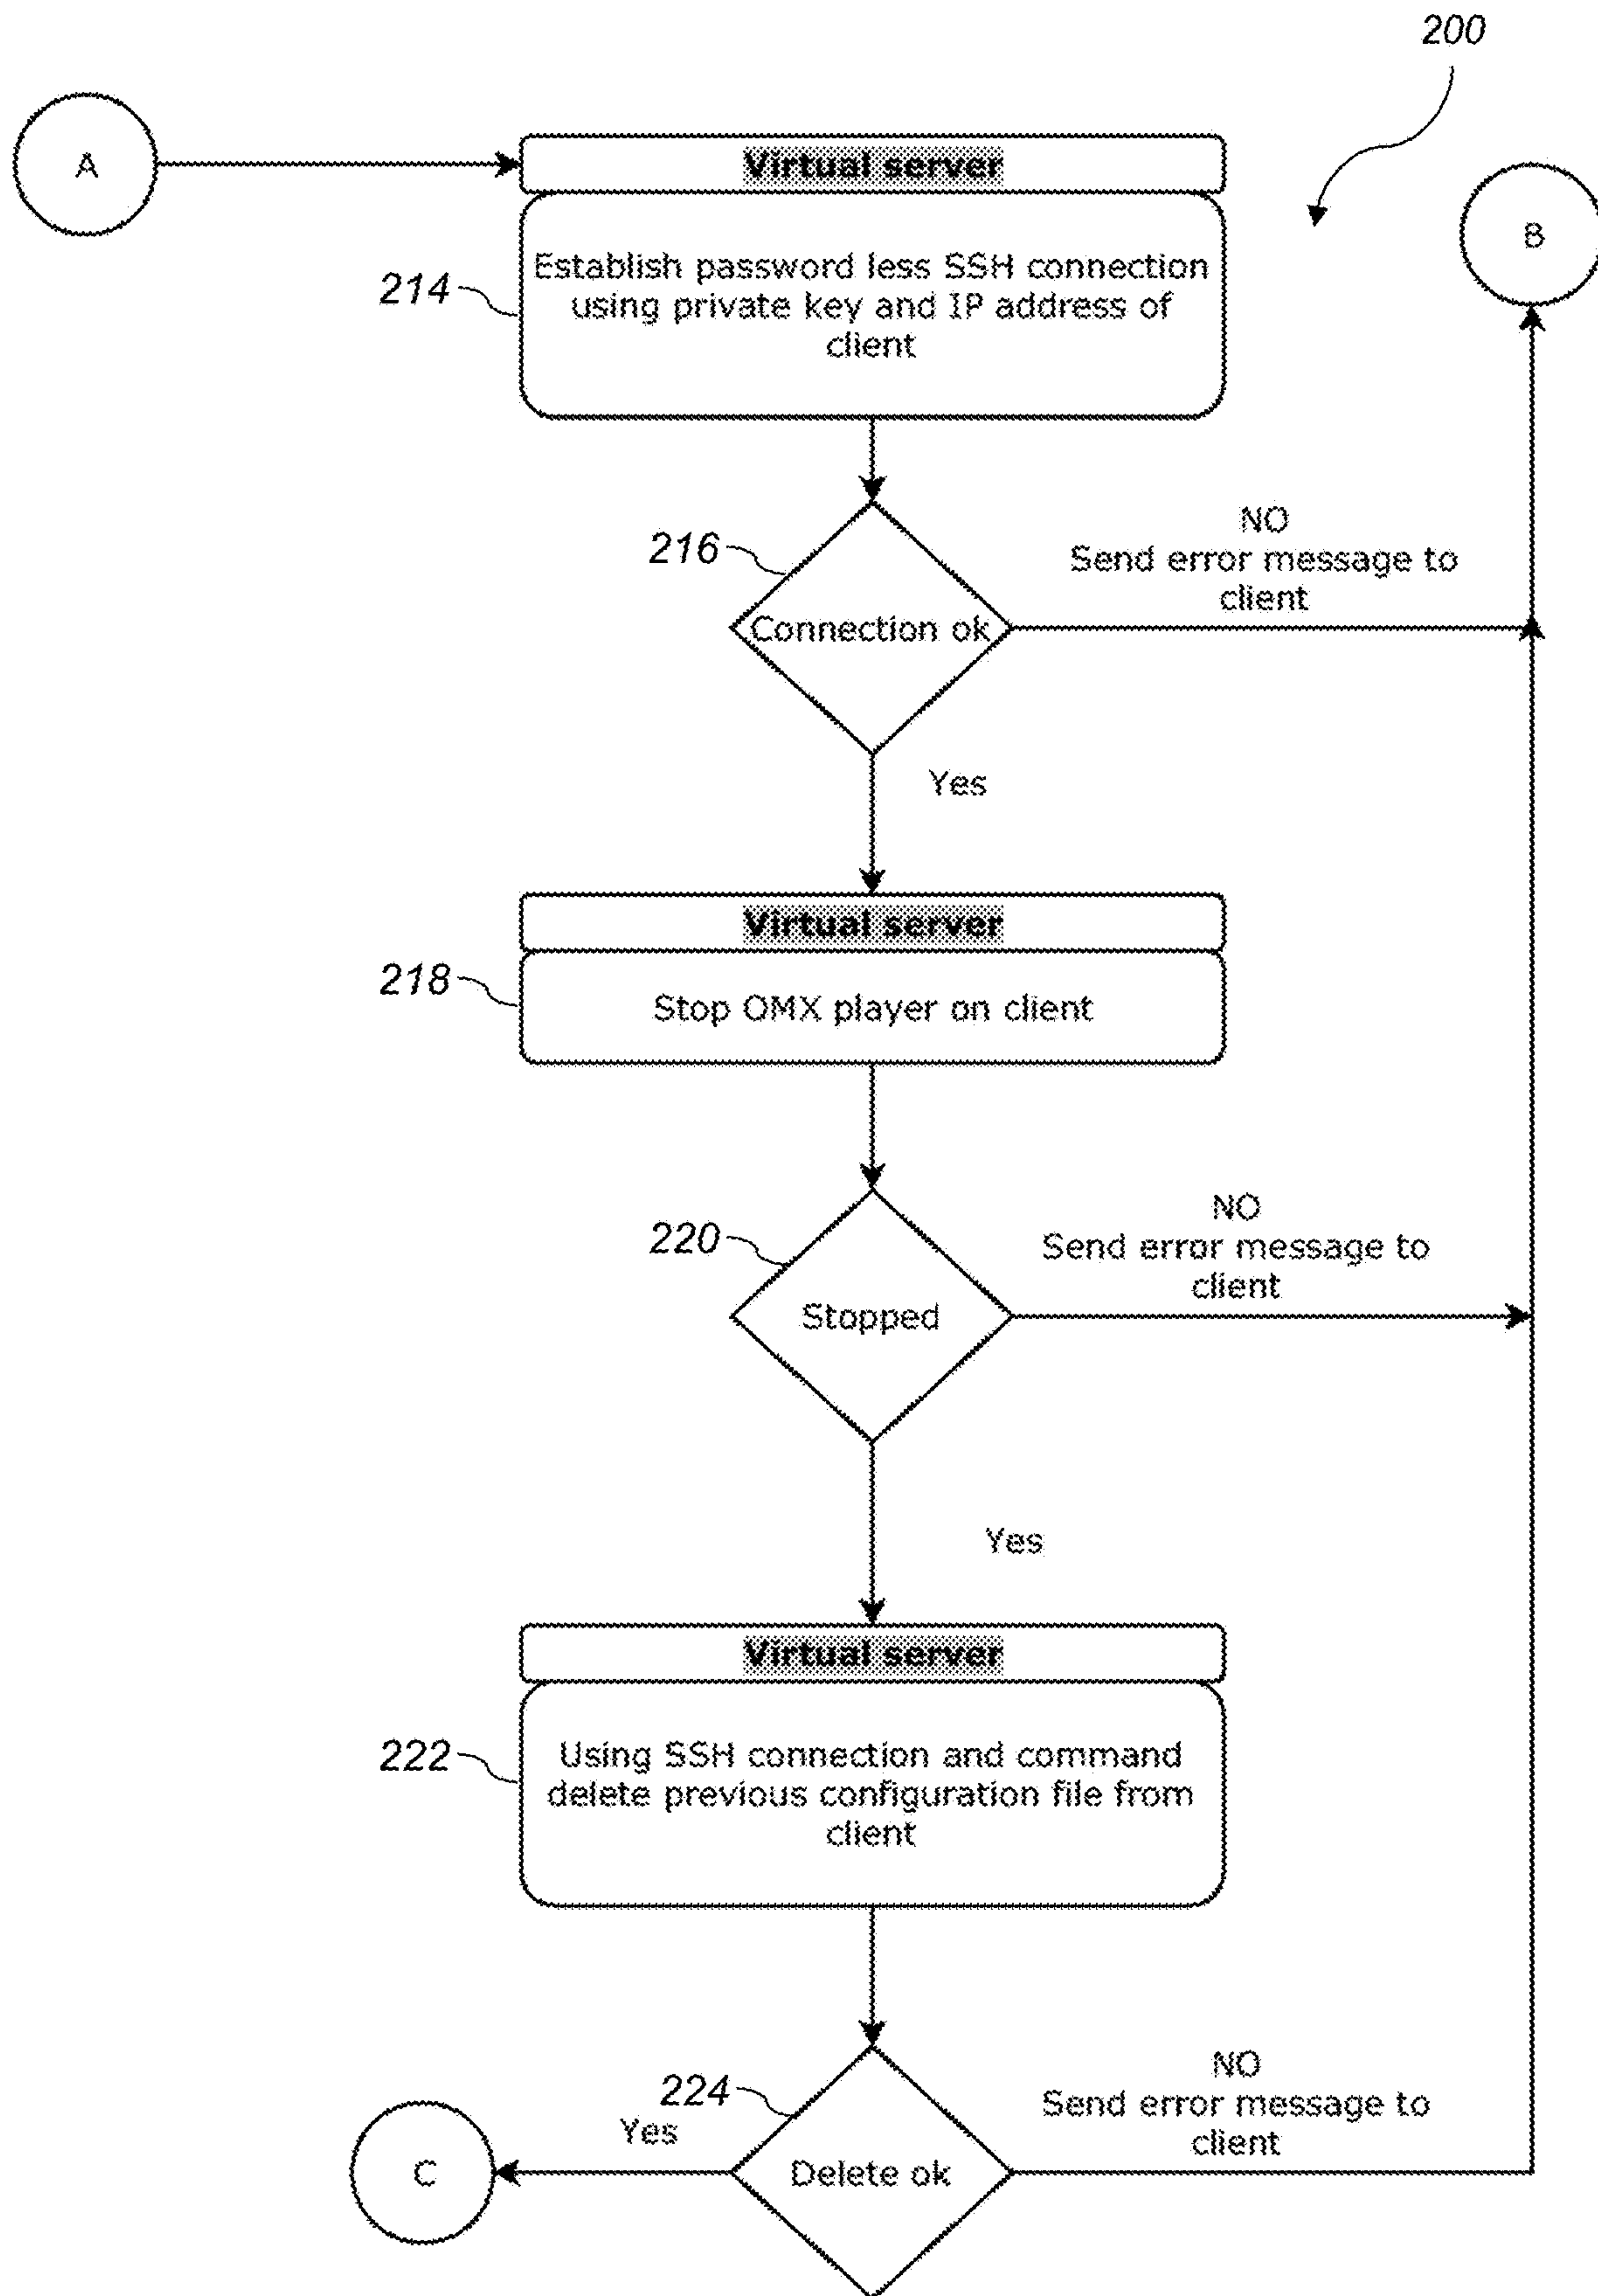 200
A
Virtual server
B
214
Establish password less SSH connection
using private key and IP address of
client
216
NO
Send error message to
client
Connection ok
Yes
Virtual server
218
Stop OMX player on client
220
NO
Send error message to
client
Stopped
Yes
Virtual server
222
Using SSH connection and command
delete previous configuration file from
client
224
NO
Send error message to
client
Yes
C
Delete ok